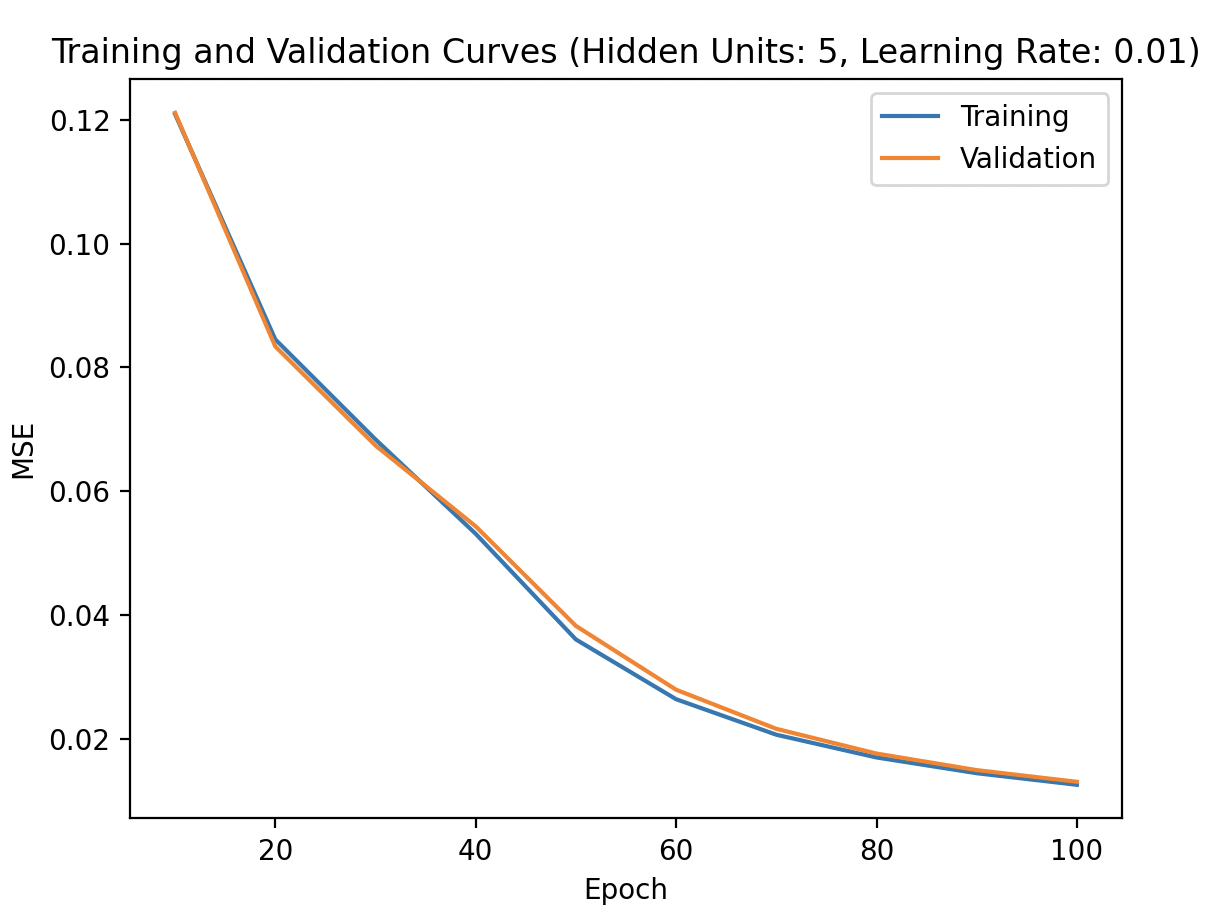 Training and Validation Curves (Hidden Units: 5, Learning Rate: 0.01)
Training
Validation
0.12
0.10
0.08
0.06
0.04
0.02
MSE
20 40 60 80 100
Epoch